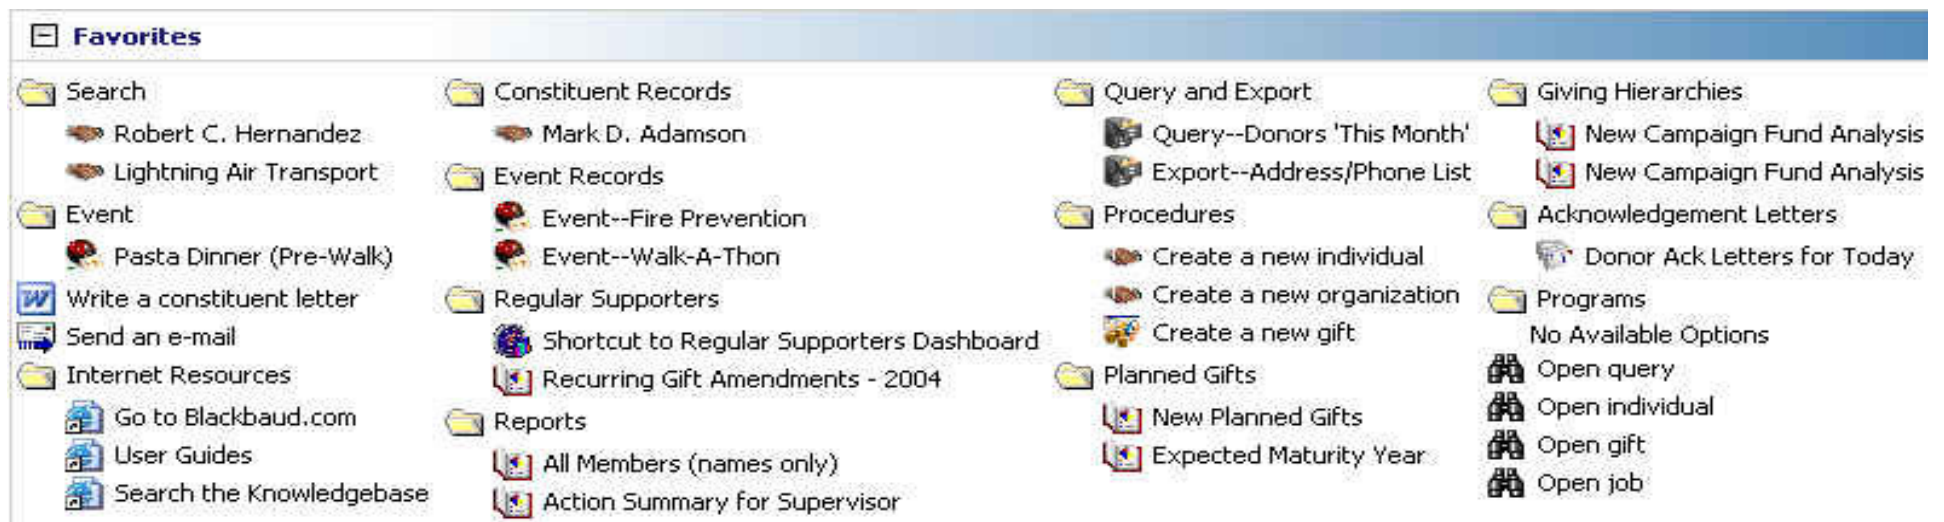 Favorites
Search
Robert C. Hernandez
Lightning Air Transport
Event
Pasta Dinner (Pre-Walk)
Write a constituent letter
Send an e-mail
Internet Resources
Go to Blackbaud.com
User Guides
Search the Knowledgebase
Constituent Records
Mark D. Adamson
Event Records
Event--Fire Prevention
Event--Walk-A-Thon
Regular Supporters
Shortcut to Regular Supporters Dashboard
Recurring Gift Amendments - 2004
Reports
All Members (names only)
Action Summary for Supervisor
Query and Export
Query--Donors 'This Month'
Export--Address/Phone List
Procedures
Create a new individual
Create a new organization
Create a new gift
Planned Gifts
New Planned Gifts
Expected Maturity Year
Giving Hierarchies
New Campaign Fund Analysis
New Campaign Fund Analysis
Acknowledgement Letters
Donor Ack Letters for Today
Programs
No Available Options
Open query
Open individual
Open gift
Open job